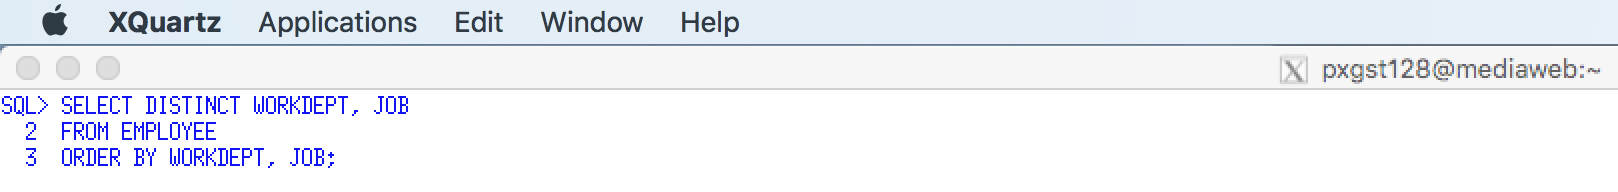 XQuartz Applications Edit Window Help
pxgst128@mediaweb:~
SQL> SELECT DISTINCT WORKDEPT, JOB
2 FROM EMPLOYEE
3 ORDER BY WORKDEPT, JOB;